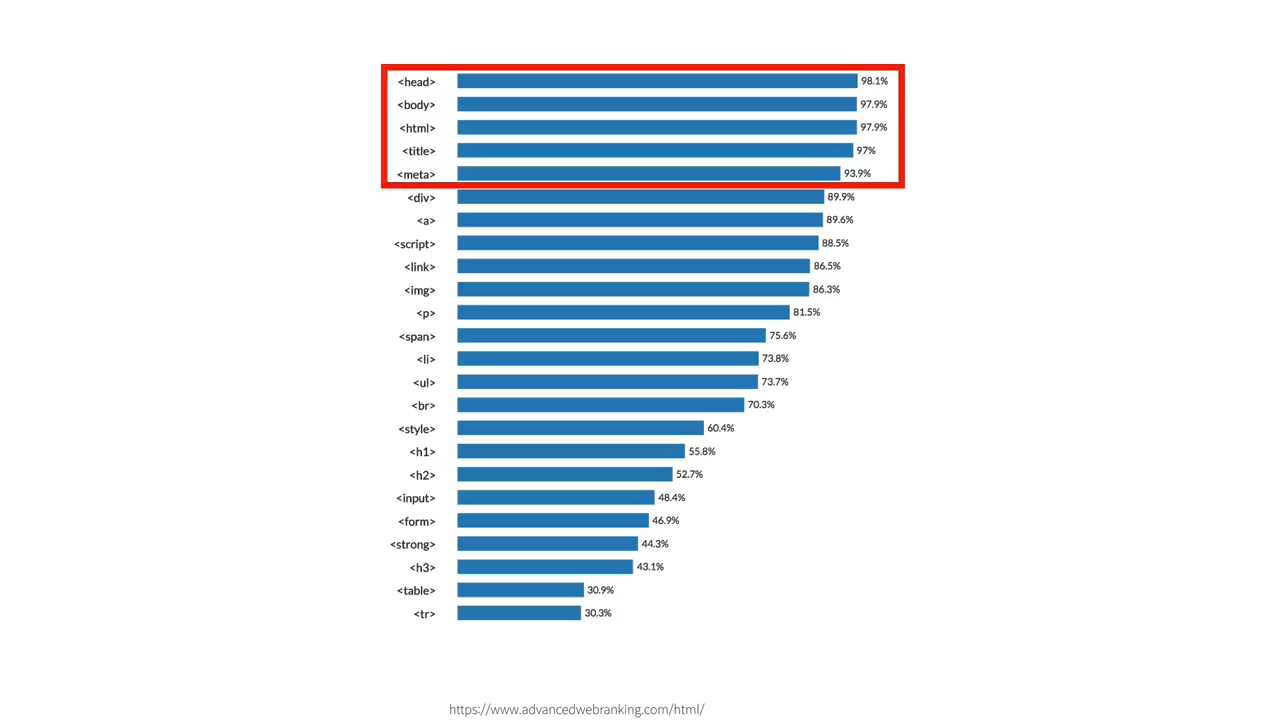 <head> 98.1%
<body> 97.9%
<html> 97.9%
<title> 97%
<meta> 93.9%
<div> 89.9%
<a> 89.6%
<script> 88.5%
<link> 86.5%
<img> 86.3%
<p> 81.5%
<span> 75.6%
<li> 73.8%
<ul> 73.7%
<br> 70.3%
<style> 60.4%
<h1> 55.8%
<h2> 52.7%
<input> 48.4%
<form> 46.9%
<strong> 44.3%
<h3> 43.1%
<table> 30.9%
<tr> 30.3%
https://www.advancedwebranking.com/html/